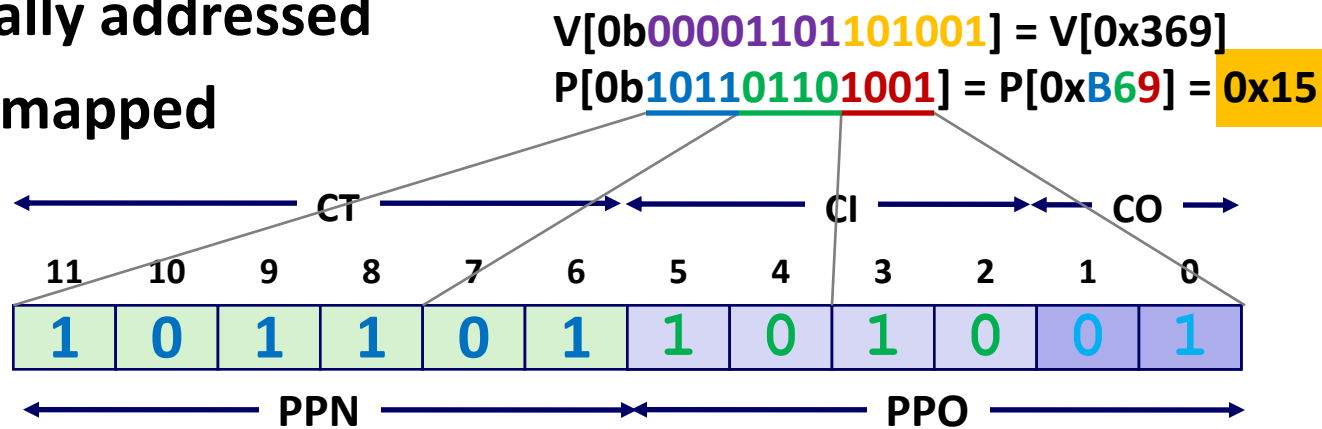 ally addressed
V[0b00001101101001] = V[0x369]
mapped
P[0b101101101001] = P[0xB69] = 0x15
CT CI CO
11 10 9 8 7 6 5 4 3 2 1 0
1 0 1 1 0 1 1 0 1 0 0 1
PPN PPO